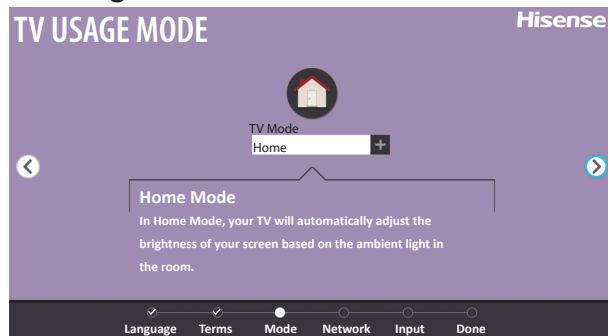 TV USAGE MODE
Hisense
TV Mode
Home +
Home Mode
In Home Mode, your TV will automatically adjust the
brightness of your screen based on the ambient light in
the room.
Language Terms Mode Network Input Done